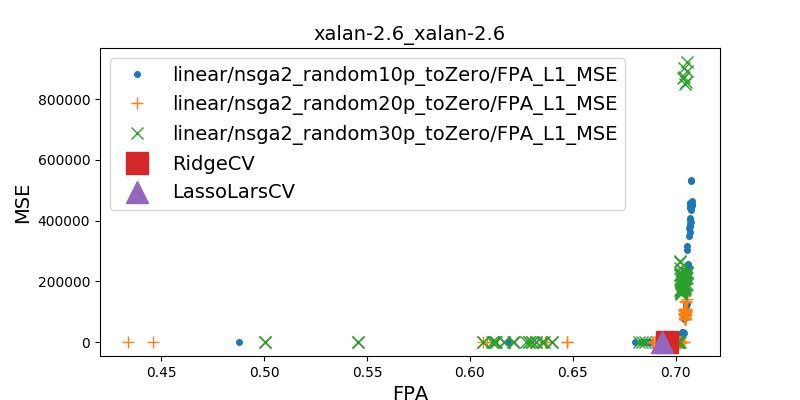 xalan-2.6_xalan-2.6
linear/nsga2_random10p_toZero/FPA_L1_MSE
linear/nsga2_random20p_toZero/FPA_L1_MSE
linear/nsga2_random30p_toZero/FPA_L1_MSE
RidgeCV
LassoLarsCV
MSE
800000
600000
400000
200000
0
0.45 0.50 0.55 0.60 0.65 0.70
FPA